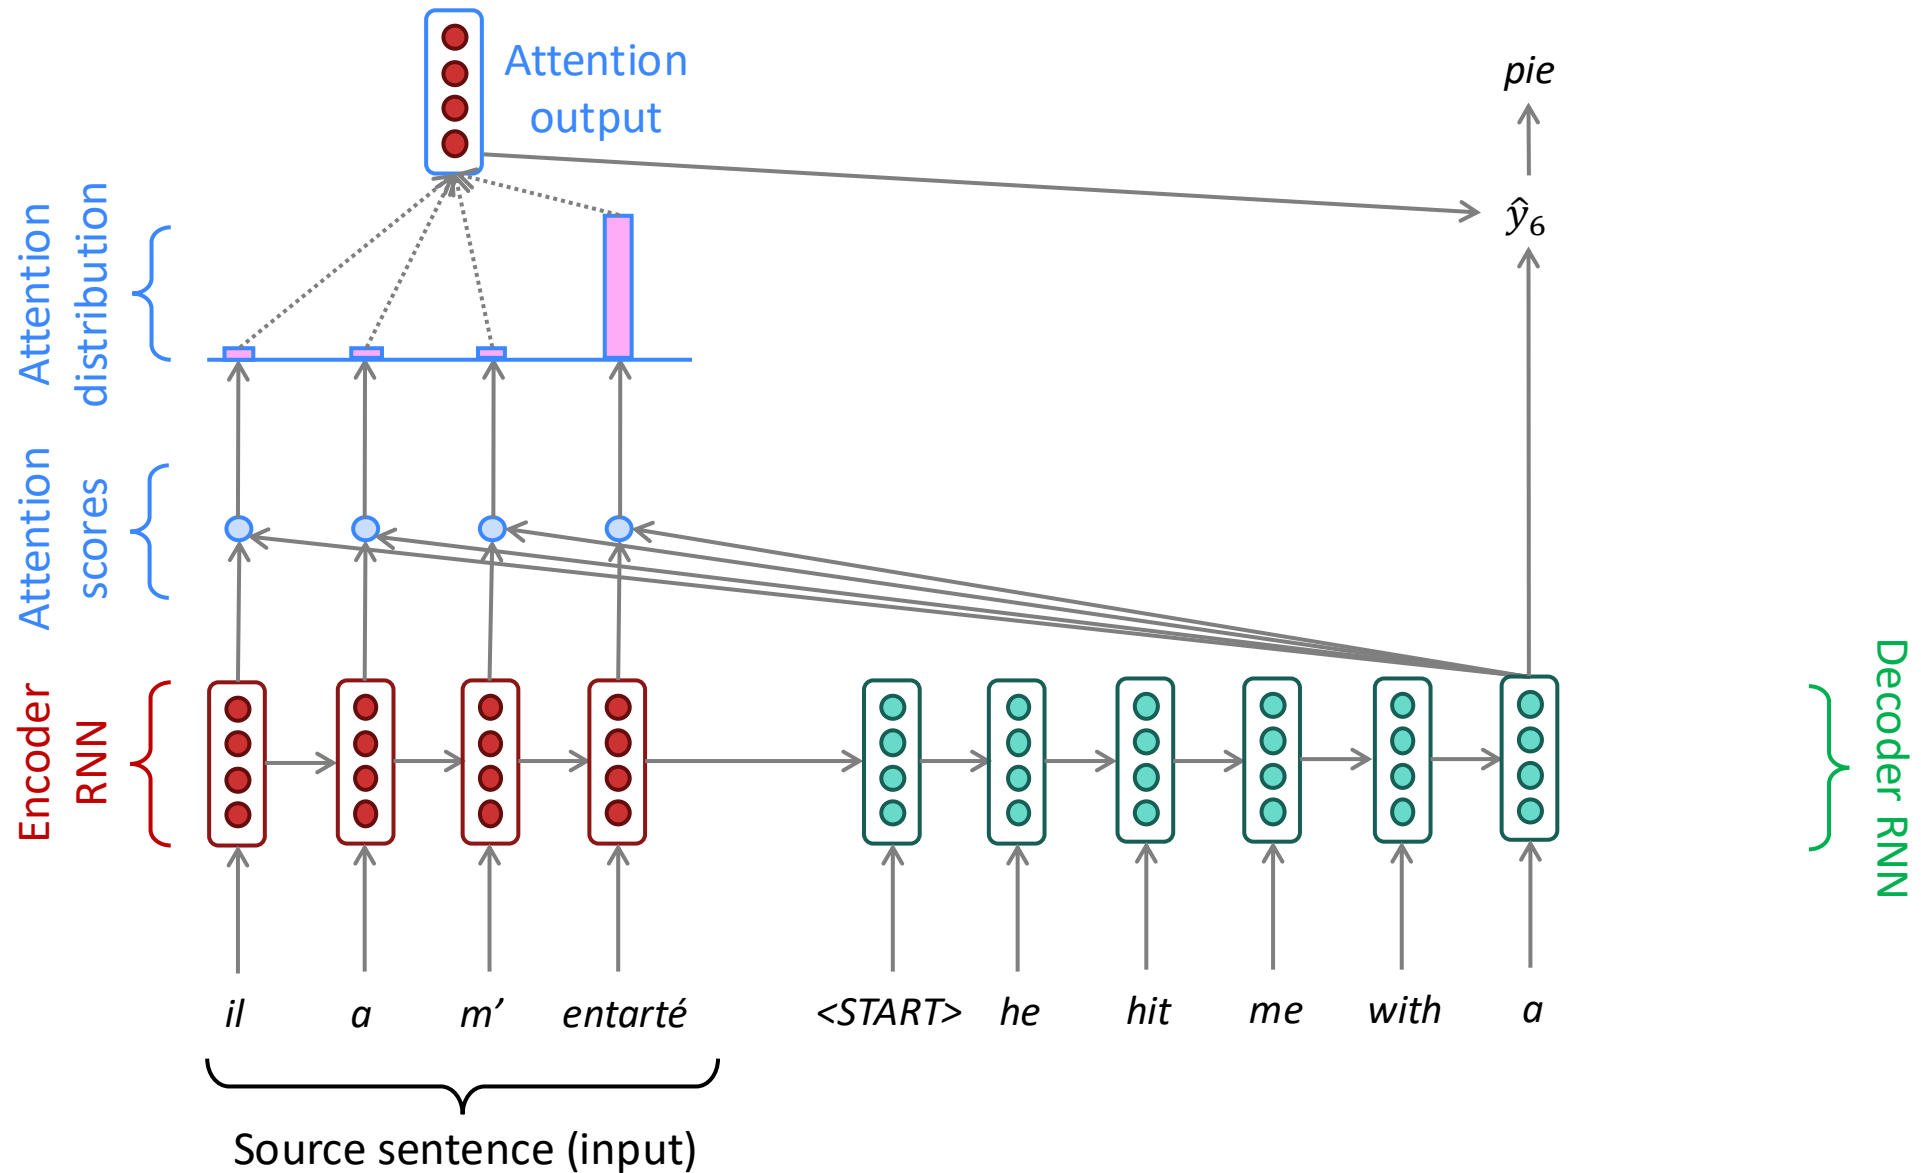 Attention
output
pie
Attention
distribution
ŷ₆
Attention
scores
Encoder
RNN
Decoder RNN
il a m’ entarté <START> he hit me with a
Source sentence (input)